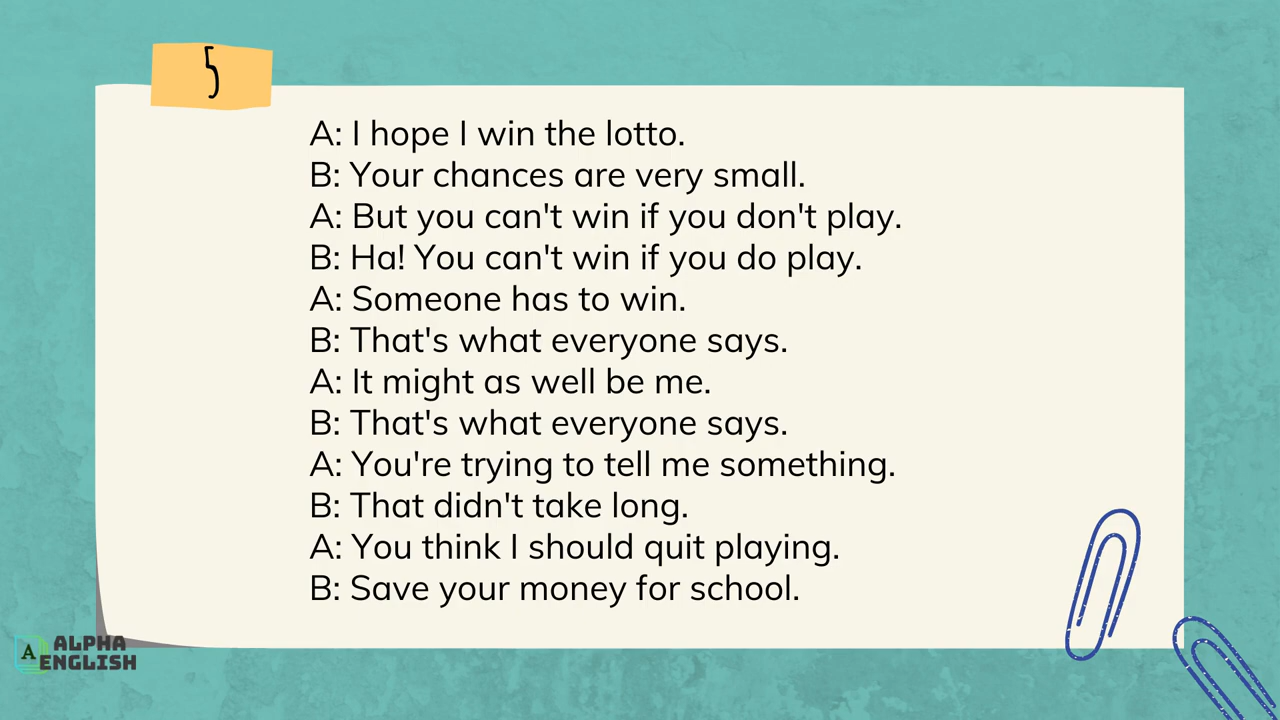 5
A: I hope I win the lotto.
B: Your chances are very small.
A: But you can't win if you don't play.
B: Ha! You can't win if you do play.
A: Someone has to win.
B: That's what everyone says.
A: It might as well be me.
B: That's what everyone says.
A: You're trying to tell me something.
B: That didn't take long.
A: You think I should quit playing.
B: Save your money for school.
A
ALPHA
ENGLISH